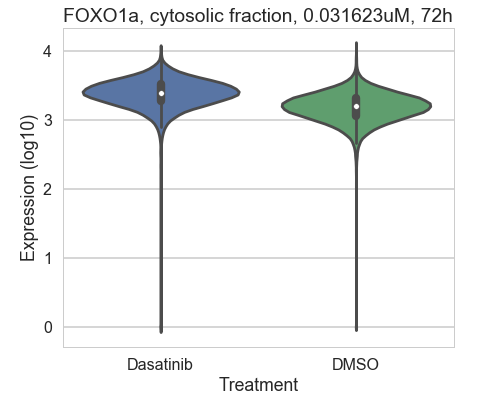 FOXO1a, cytosolic fraction, 0.031623uM, 72h
4
3
2
1
0
Expression (log10)
Dasatinib
DMSO
Treatment